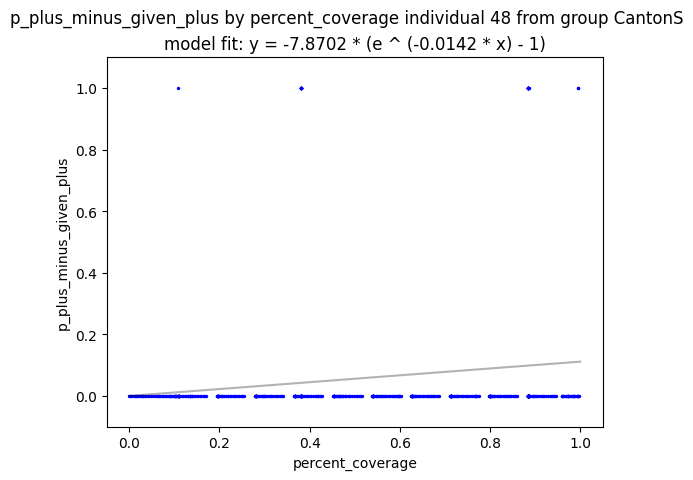 p_plus_minus_given_plus by percent_coverage individual 48 from group CantonS
model fit: y = -7.8702 * (e ^ (-0.0142 * x) - 1)
1.0
0.8
0.6
0.4
0.2
0.0
p_plus_minus_given_plus
0.0 0.2 0.4 0.6 0.8 1.0
percent_coverage